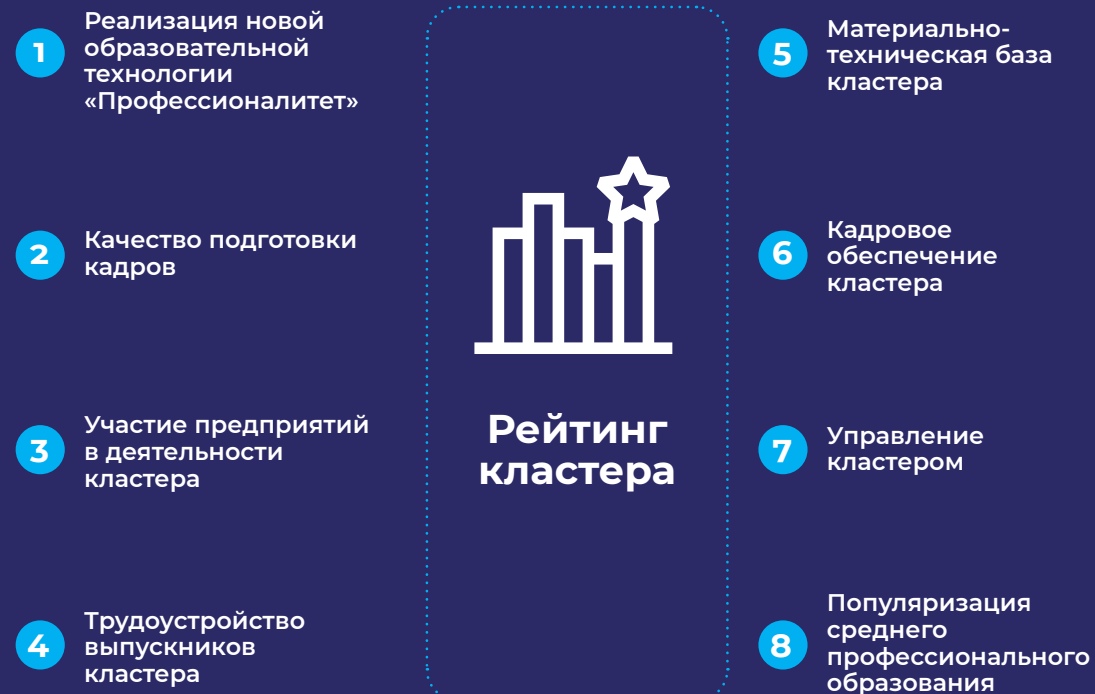 1
Реализация новой
образовательной
технологии
«Профессионалитет»
2
Качество подготовки
кадров
3
Участие предприятий
в деятельности
кластера
4
Трудоустройство
выпускников
кластера
Рейтинг
кластера
5
Материально-
техническая база
кластера
6
Кадровое
обеспечение
кластера
7
Управление
кластером
8
Популяризация
среднего
профессионального
образования